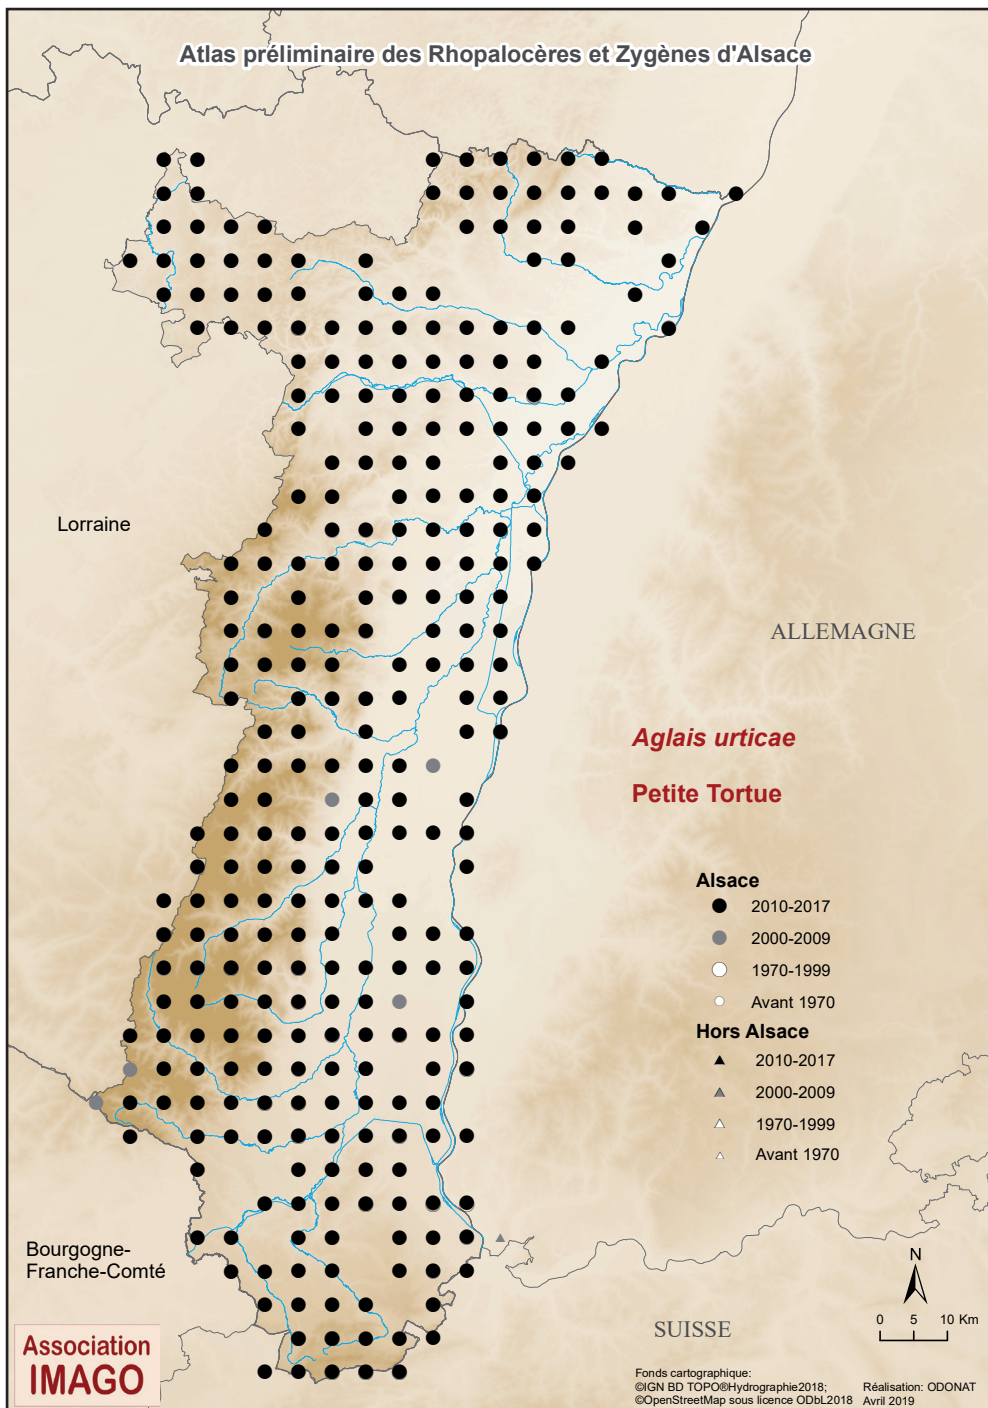 Atlas préliminaire des Rhopalocères et Zygènes d'Alsace
Lorraine
ALLEMAGNE
Aglais urticae
Petite Tortue
Alsace
2010-2017
2000-2009
1970-1999
Avant 1970
Hors Alsace
2010-2017
2000-2009
1970-1999
Avant 1970
Bourgogne-
Franche-Comté
N
0 5 10 Km
SUISSE
Association
IMAGO
Fonds cartographique:
©IGN BD TOPO®Hydrographie2018;
©OpenStreetMap sous licence ODbL2018
Réalisation: ODONAT
Avril 2019